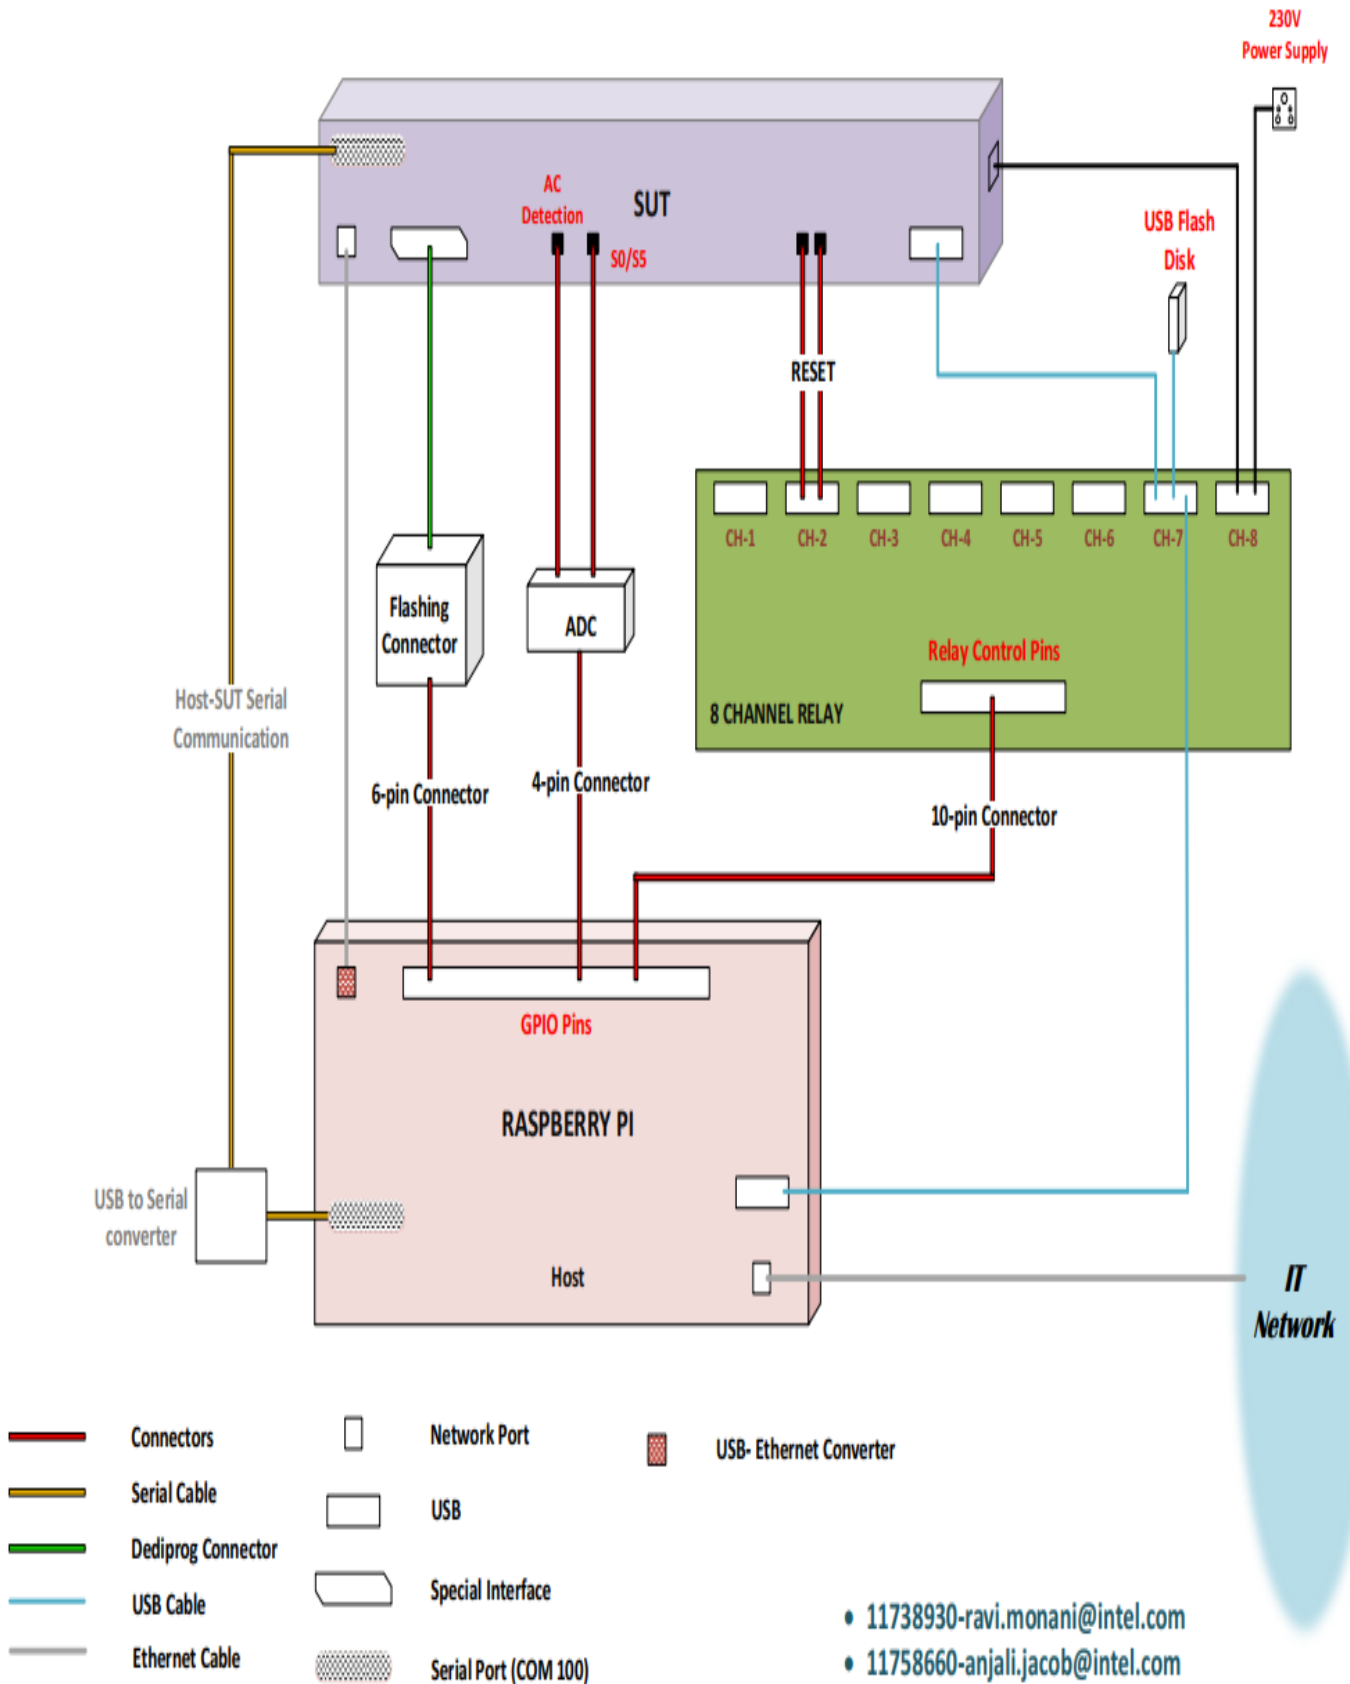 230V
Power Supply
AC
Detection
SUT
S0/S5
USB Flash
Disk
RESET
CH-1
CH-2
CH-3
CH-4
CH-5
CH-6
CH-7
CH-8
Flashing
Connector
ADC
Relay Control Pins
8 CHANNEL RELAY
Host-SUT Serial
Communication
6-pin Connector
4-pin Connector
10-pin Connector
GPIO Pins
RASPBERRY PI
USB to Serial
converter
Host
IT
Network
Connectors
Serial Cable
Dediprog Connector
USB Cable
Ethernet Cable
Network Port
USB
Special Interface
Serial Port (COM 100)
USB- Ethernet Converter
• 11738930-ravi.monani@intel.com
• 11758660-anjali.jacob@intel.com